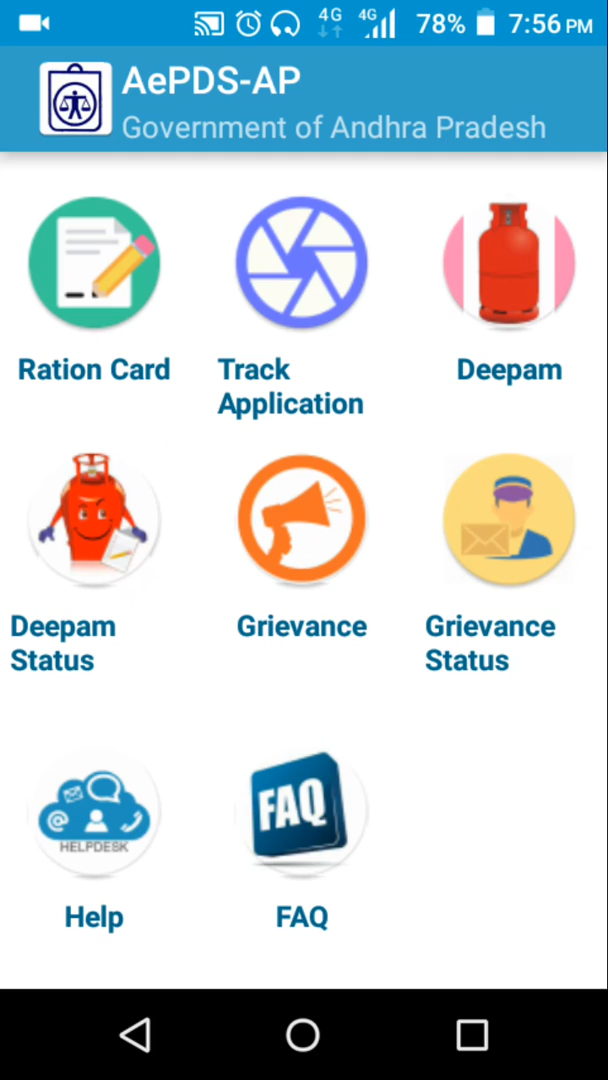 4G 4G 78% 7:56 PM
AePDS-AP
Government of Andhra Pradesh
Ration Card
Track
Application
Deepam
Deepam
Status
Grievance
Grievance
Status
@
HELPDESK
FAQ
Help
FAQ